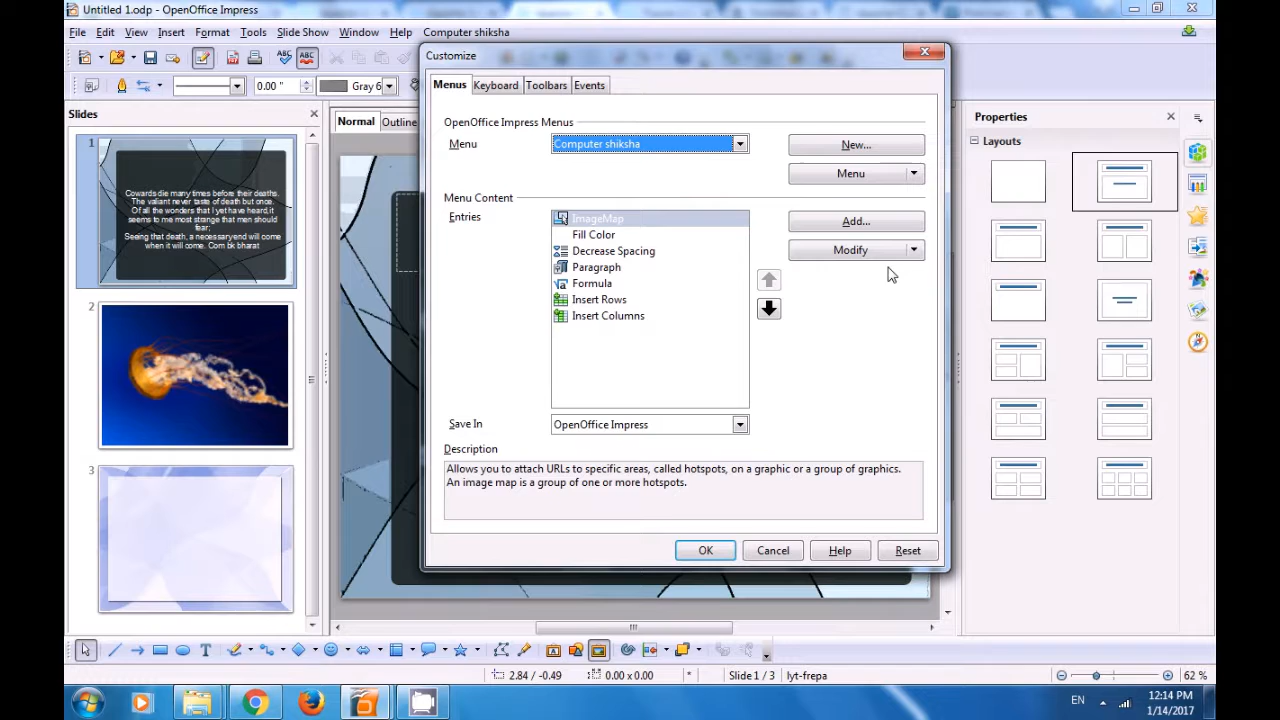 Untitled 1.odp - OpenOffice Impress
File Edit View Insert Format Tools Slide Show Window Help Computer shiksha
Customize
0.00 "
Gray 6
Menus Keyboard Toolbars Events
Slides
Normal Outline
OpenOffice Impress Menus
Menu Computer shiksha New...
Menu
Menu Content
Entries
ImageMap
Fill Color
Decrease Spacing
Paragraph
Formula
Insert Rows
Insert Columns
Add...
Modify
Save In OpenOffice Impress
Description
Allows you to attach URLs to specific areas, called hotspots, on a graphic or a group of graphics.
An image map is a group of one or more hotspots.
OK Cancel Help Reset
Properties
Layouts
1
Cowards die many times before their deaths.
The valiant never taste of death but once.
Of all the wonders that I yet have heard,it
seems to me most strange that men should
fear;
Seeing that death, a necessaryend will come
when it will come. Com bk bharat
2
3
2.84 / -0.49 0.00 x 0.00 * Slide 1 / 3 lyt-frepa 62 %
EN
12:14 PM
1/14/2017